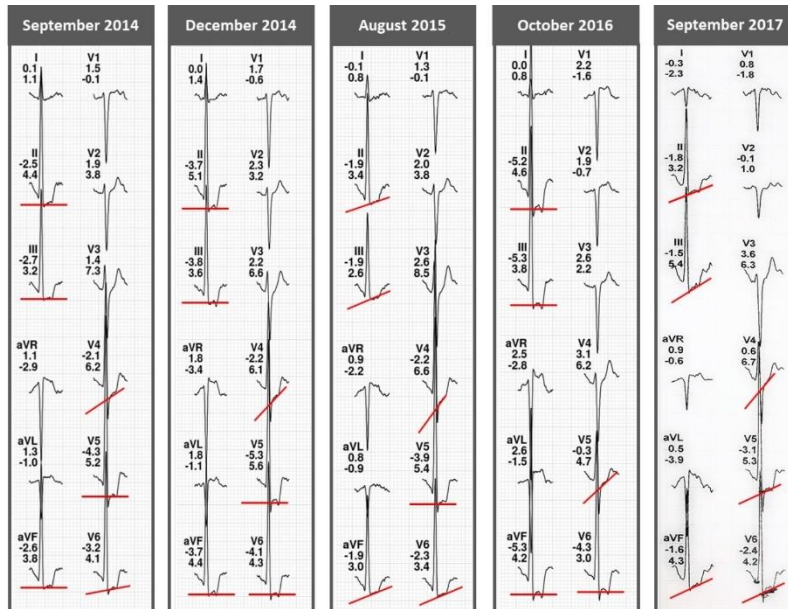 September 2014
I
0.1
1.1
V1
1.5
-0.1
II
-2.5
4.4
V2
1.9
3.8
III
-2.7
3.2
V3
1.4
7.3
aVR
1.1
-2.9
V4
-2.1
6.2
aVL
1.3
-1.0
V5
-4.3
5.2
aVF
-2.6
3.8
V6
-3.2
4.1
December 2014
I
0.0
1.4
V1
1.7
-0.6
II
-3.7
5.1
V2
2.3
3.2
III
-3.8
3.6
V3
2.2
6.6
aVR
1.8
-3.4
V4
-2.2
6.1
aVL
1.8
-1.1
V5
-5.3
5.6
aVF
-3.7
4.4
V6
-4.1
4.3
August 2015
I
-0.1
0.8
V1
1.3
-0.1
II
-1.9
3.4
V2
2.0
3.8
III
-1.9
2.6
V3
2.6
8.5
aVR
0.9
-2.2
V4
-2.2
6.6
aVL
0.8
-0.9
V5
-3.9
5.4
aVF
-1.9
3.0
V6
-2.3
3.4
October 2016
I
0.0
0.8
V1
2.2
-1.6
II
-5.2
4.6
V2
1.9
-0.7
III
-5.3
3.8
V3
2.6
2.2
aVR
2.5
-2.8
V4
3.1
6.2
aVL
2.6
-1.5
V5
-0.3
4.7
aVF
-5.3
4.2
V6
-4.3
3.0
September 2017
I
-0.3
-2.3
V1
0.8
-1.8
II
-1.8
3.2
V2
-0.1
1.0
III
-1.5
5.4
V3
3.6
6.3
aVR
0.9
-0.6
V4
0.6
6.7
aVL
0.5
-3.9
V5
-3.1
5.3
aVF
-1.6
4.3
V6
-2.4
4.2